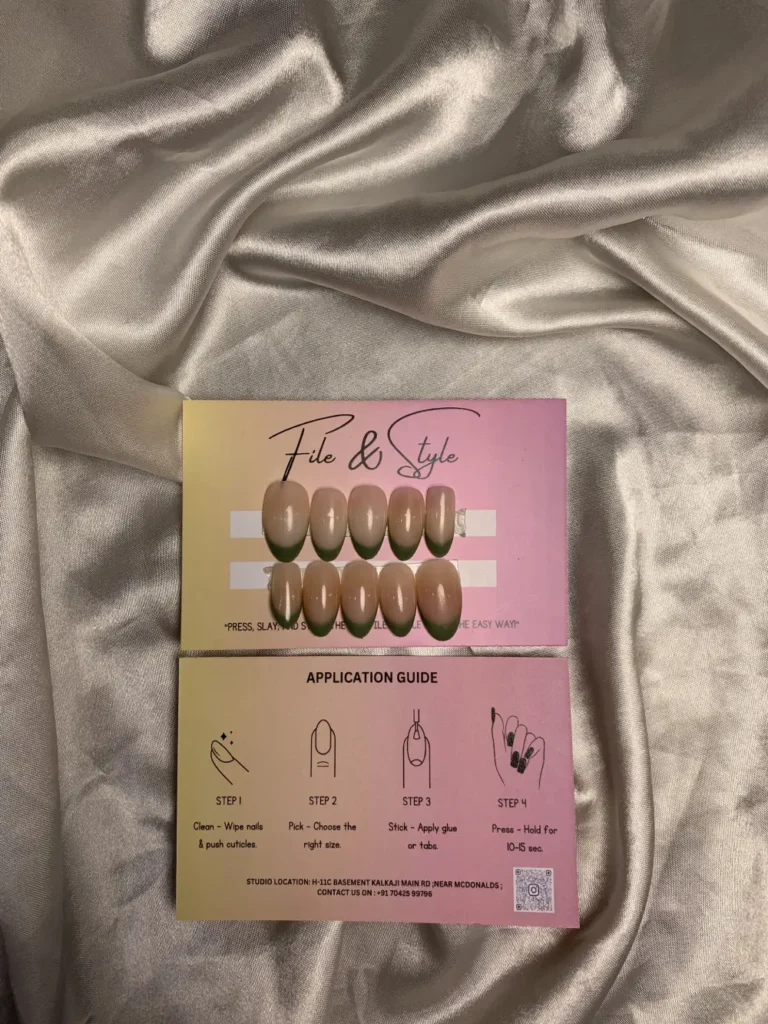 File & Style
"PRESS, SLAY, THE EASY WAY!"
APPLICATION GUIDE
STEP 1
STEP 2
STEP 3
STEP 4
Clean - Wipe nails
& push cuticles.
Pick - Choose the
right size.
Stick - Apply glue
or tabs.
Press - Hold for
10-15 sec.
STUDIO LOCATION: H-11C BASEMENT KALKAJI MAIN RD ;NEAR MCDONALDS ;
CONTACT US ON : +91 70425 99796